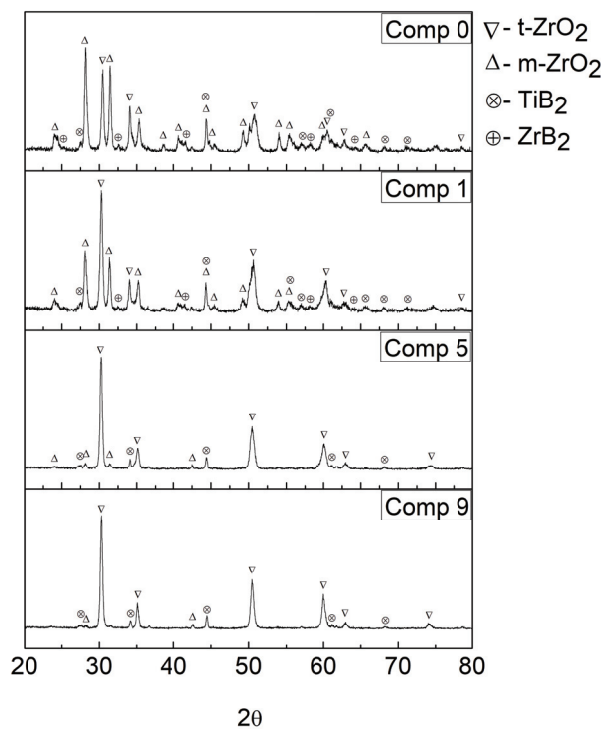 Comp 0
▽- t-ZrO2
△- m-ZrO2
⊗- TiB2
⊕- ZrB2
Comp 1
Comp 5
Comp 9
20 30 40 50 60 70 80
2θ